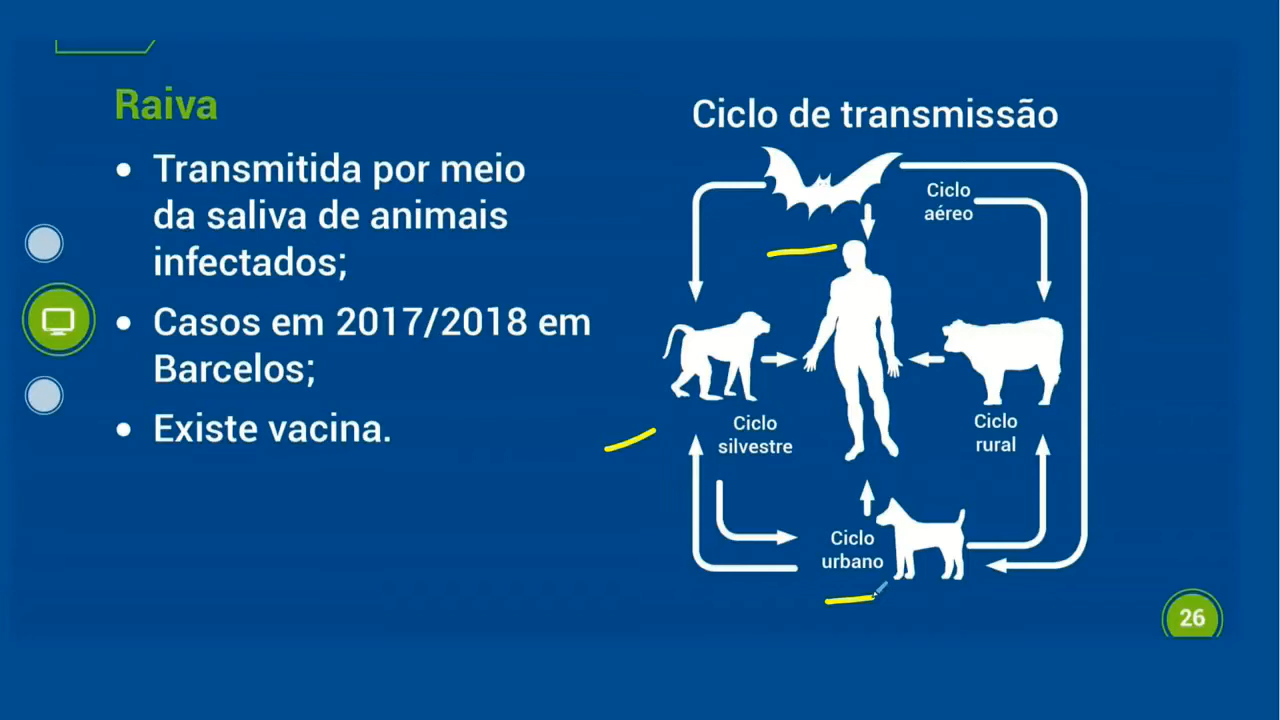 Raiva
• Transmitida por meio
da saliva de animais
infectados;
• Casos em 2017/2018 em
Barcelos;
• Existe vacina.
Ciclo de transmissão
Ciclo
aéreo
Ciclo
silvestre
Ciclo
rural
Ciclo
urbano
26